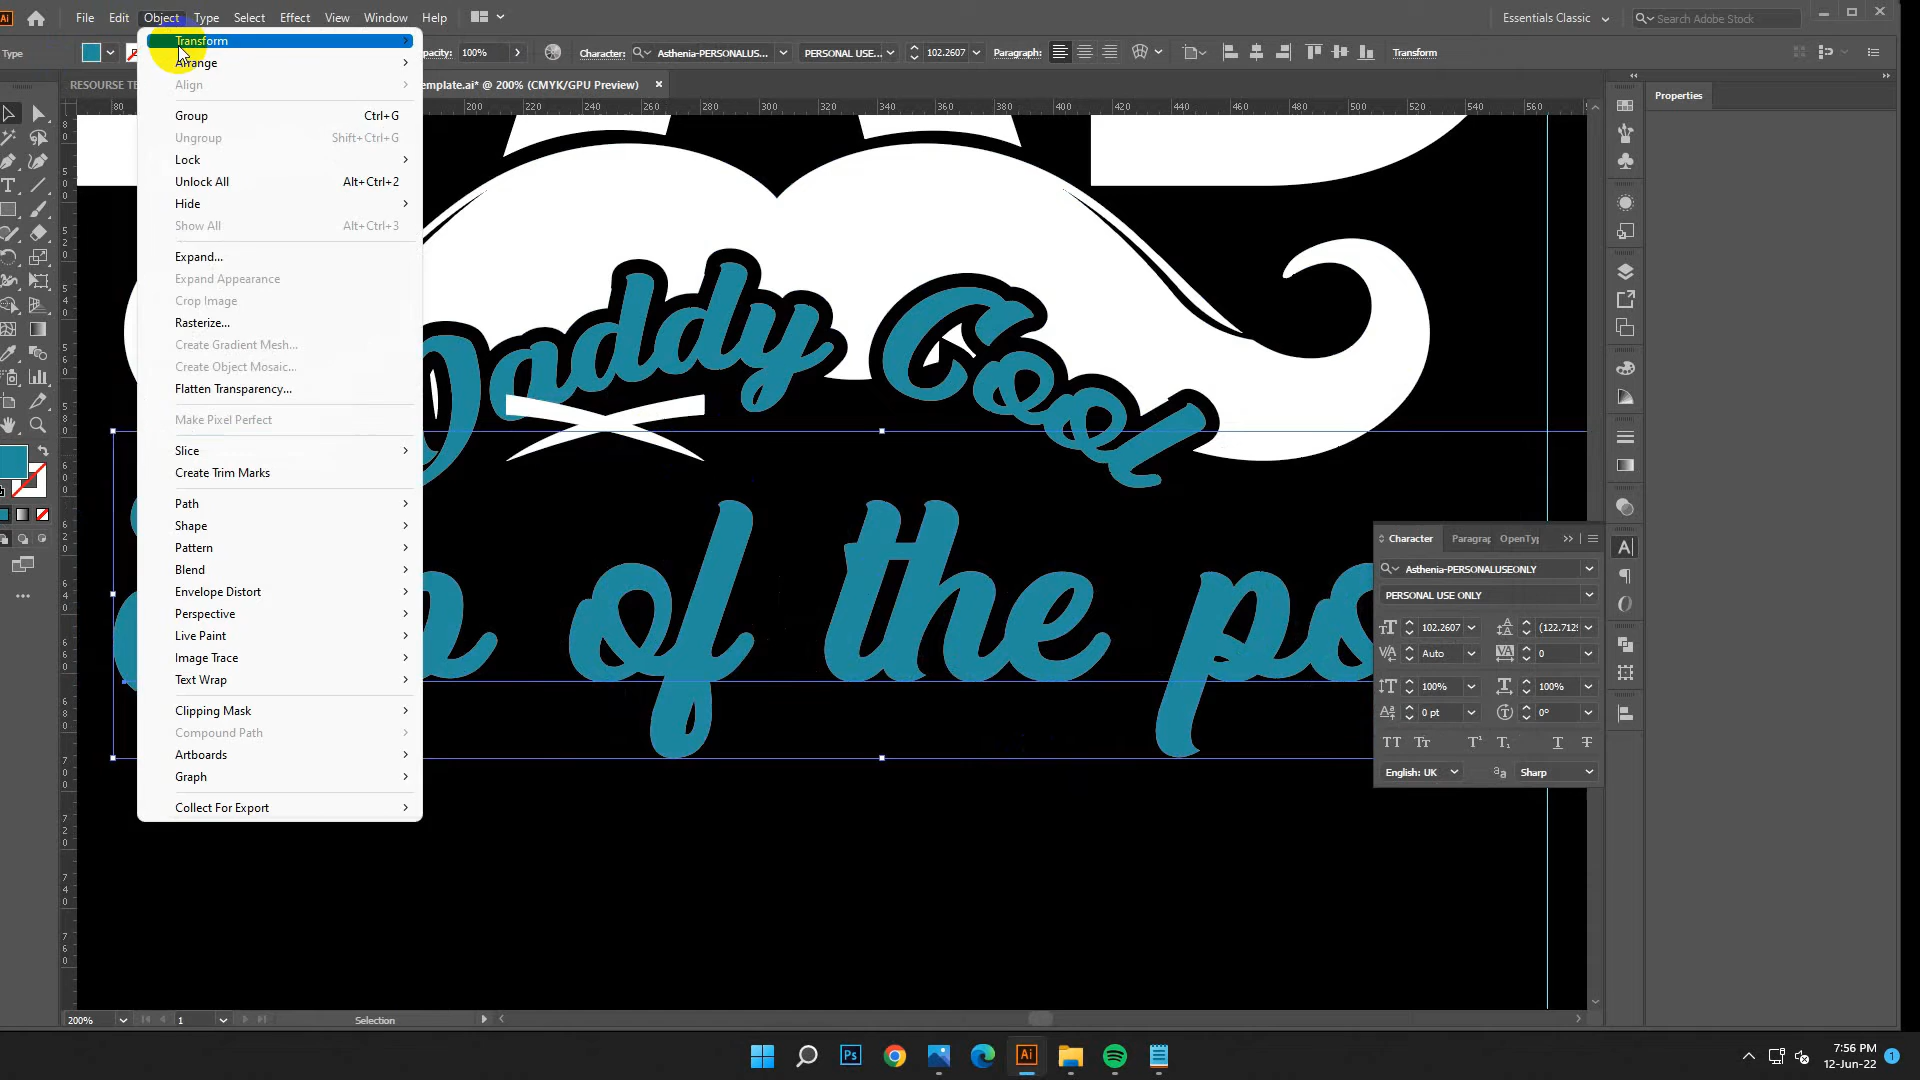 File Edit Object Type Select Effect View Window Help
Essentials Classic
Search Adobe Stock
Type
pacity: 100%
Character: Asthenia-PERSONALUS... PERSONAL USE... 102.2607 Paragraph: Transform
RESOURSE TE
emplate.ai* @ 200% (CMYK/GPU Preview)
Properties
Transform
Arrange
Align
Group Ctrl+G
Ungroup Shift+Ctrl+G
Lock
Unlock All Alt+Ctrl+2
Hide
Show All Alt+Ctrl+3
Expand...
Expand Appearance
Crop Image
Rasterize...
Create Gradient Mesh...
Create Object Mosaic...
Flatten Transparency...
Make Pixel Perfect
Slice
Create Trim Marks
Path
Shape
Pattern
Blend
Envelope Distort
Perspective
Live Paint
Image Trace
Text Wrap
Clipping Mask
Compound Path
Artboards
Graph
Collect For Export
80 200 220 240 260 280 300 320 340 360 380 400 420 440 460 480 500 520 540 560
Daddy Cool
of the po
Character Paragrap OpenTyp
Asthenia-PERSONALUSEONLY
PERSONAL USE ONLY
102.2607 (122.712
Auto 0
100% 100%
0 pt 0°
English: UK Sharp
200% 1 Selection
7:56 PM
12-Jun-22